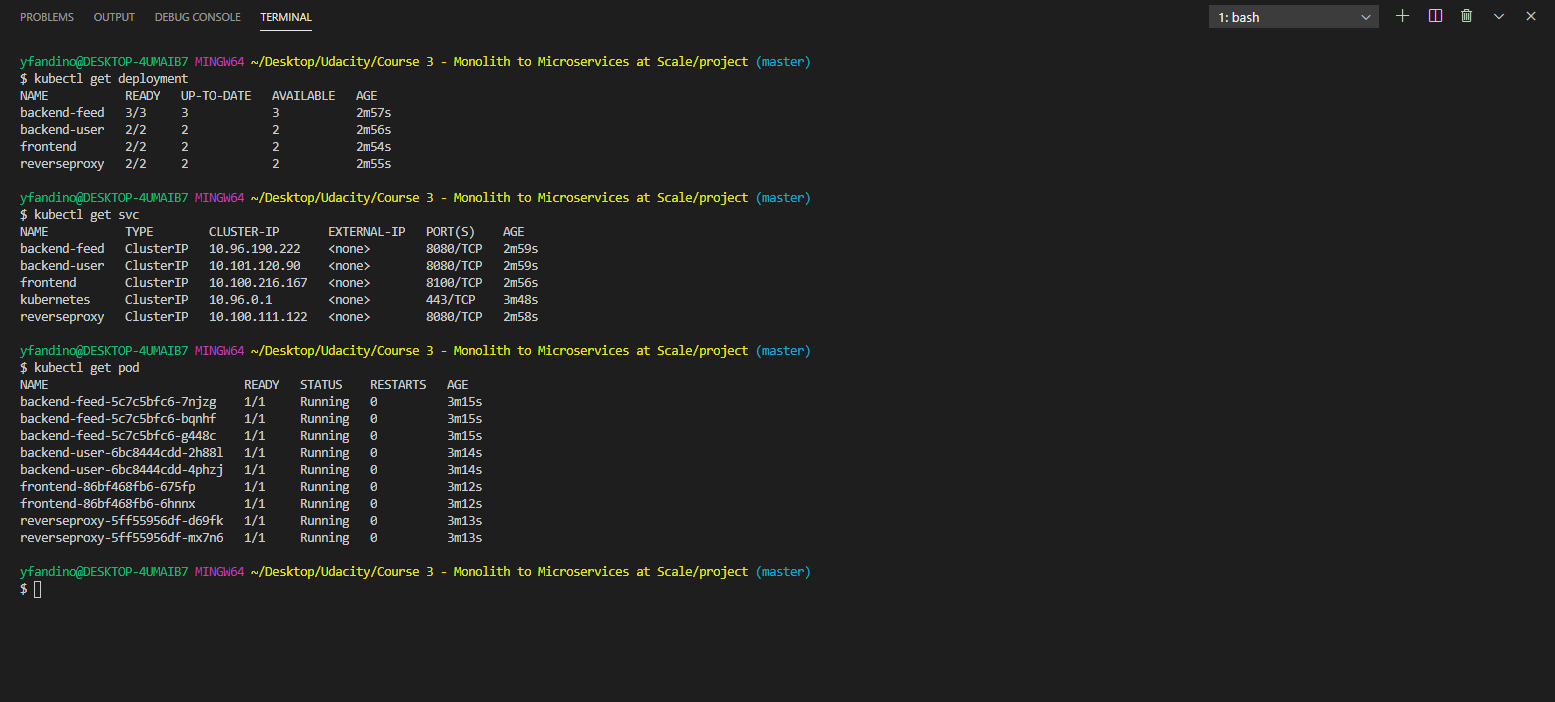 PROBLEMS OUTPUT DEBUG CONSOLE TERMINAL 1: bash
yfandino@DESKTOP-4UMAIB7 MINGW64 ~/Desktop/Udacity/Course 3 - Monolith to Microservices at Scale/project (master)
$ kubectl get deployment
NAME READY UP-TO-DATE AVAILABLE AGE
backend-feed 3/3 3 3 2m57s
backend-user 2/2 2 2 2m56s
frontend 2/2 2 2 2m54s
reverseproxy 2/2 2 2 2m55s
yfandino@DESKTOP-4UMAIB7 MINGW64 ~/Desktop/Udacity/Course 3 - Monolith to Microservices at Scale/project (master)
$ kubectl get svc
NAME TYPE CLUSTER-IP EXTERNAL-IP PORT(S) AGE
backend-feed ClusterIP 10.96.190.222 <none> 8080/TCP 2m59s
backend-user ClusterIP 10.101.120.90 <none> 8080/TCP 2m59s
frontend ClusterIP 10.100.216.167 <none> 8100/TCP 2m56s
kubernetes ClusterIP 10.96.0.1 <none> 443/TCP 3m48s
reverseproxy ClusterIP 10.100.111.122 <none> 8080/TCP 2m58s
yfandino@DESKTOP-4UMAIB7 MINGW64 ~/Desktop/Udacity/Course 3 - Monolith to Microservices at Scale/project (master)
$ kubectl get pod
NAME READY STATUS RESTARTS AGE
backend-feed-5c7c5bfc6-7njzg 1/1 Running 0 3m15s
backend-feed-5c7c5bfc6-bqnhf 1/1 Running 0 3m15s
backend-feed-5c7c5bfc6-g448c 1/1 Running 0 3m15s
backend-user-6bc8444cdd-2h88l 1/1 Running 0 3m14s
backend-user-6bc8444cdd-4phzj 1/1 Running 0 3m14s
frontend-86bf468fb6-675fp 1/1 Running 0 3m12s
frontend-86bf468fb6-6hnnx 1/1 Running 0 3m12s
reverseproxy-5ff55956df-d69fk 1/1 Running 0 3m13s
reverseproxy-5ff55956df-mx7n6 1/1 Running 0 3m13s
yfandino@DESKTOP-4UMAIB7 MINGW64 ~/Desktop/Udacity/Course 3 - Monolith to Microservices at Scale/project (master)
$